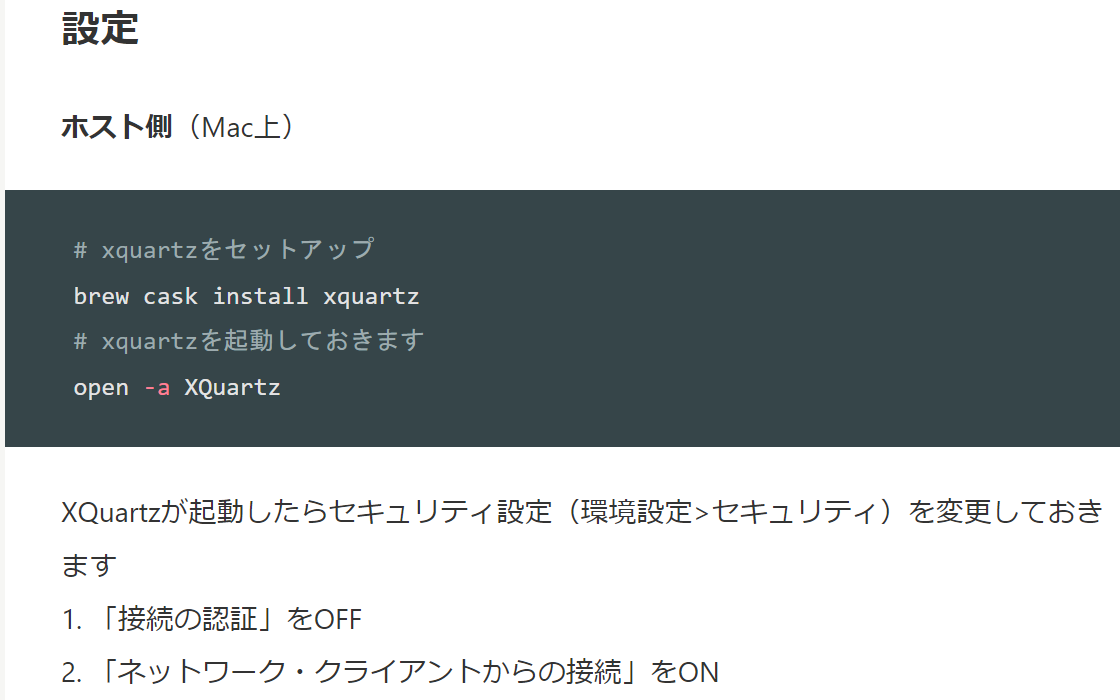 設定
ホスト側（Mac上）
# xquartzをセットアップ
brew cask install xquartz
# xquartzを起動しておきます
open -a XQuartz
XQuartzが起動したらセキュリティ設定（環境設定>セキュリティ）を変更しておき
ます
1. 「接続の認証」をOFF
2. 「ネットワーク・クライアントからの接続」をON